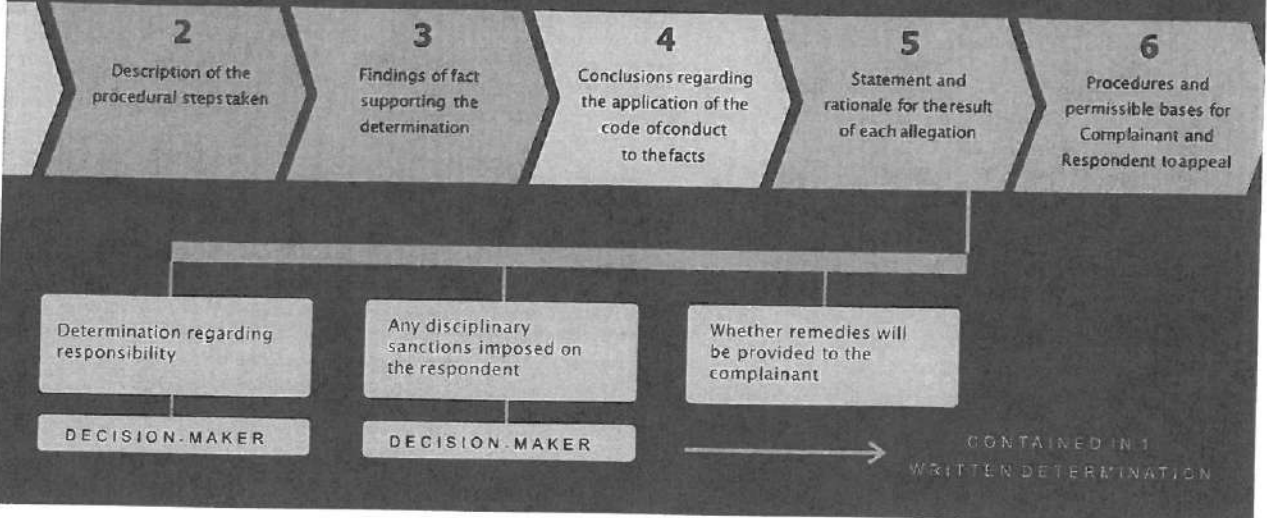 2
Description of the
procedural steps taken
3
Findings of fact
supporting the
determination
4
Conclusions regarding
the application of the
code ofconduct
to thefacts
5
Statement and
rationale for theresult
of each allegation
6
Procedures and
permissible bases for
Complainant and
Respondent toappeal
Determination regarding
responsibility
DECISION-MAKER
Any disciplinary
sanctions imposed on
the respondent
DECISION-MAKER
Whether remedies will
be provided to the
complainant
CONTAINED IN 1
WRITTEN DETERMINATION